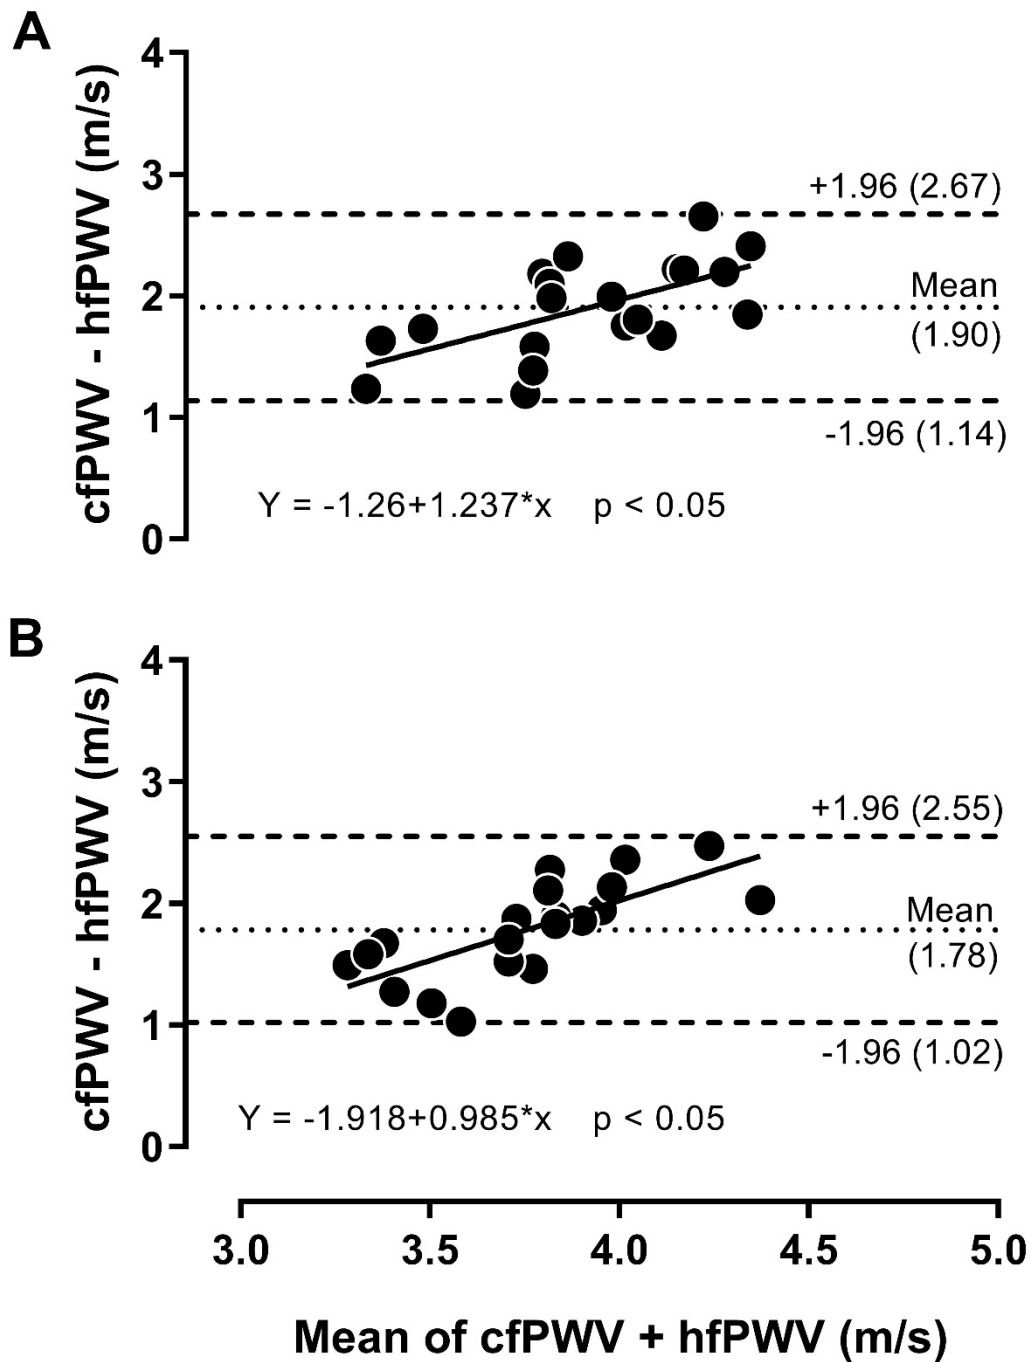 A
cfPWV - hfPWV (m/s)
4
3
2
1
0
+1.96 (2.67)
Mean
(1.90)
-1.96 (1.14)
Y = -1.26+1.237*x p < 0.05
B
cfPWV - hfPWV (m/s)
4
3
2
1
0
+1.96 (2.55)
Mean
(1.78)
-1.96 (1.02)
Y = -1.918+0.985*x p < 0.05
3.0 3.5 4.0 4.5 5.0
Mean of cfPWV + hfPWV (m/s)